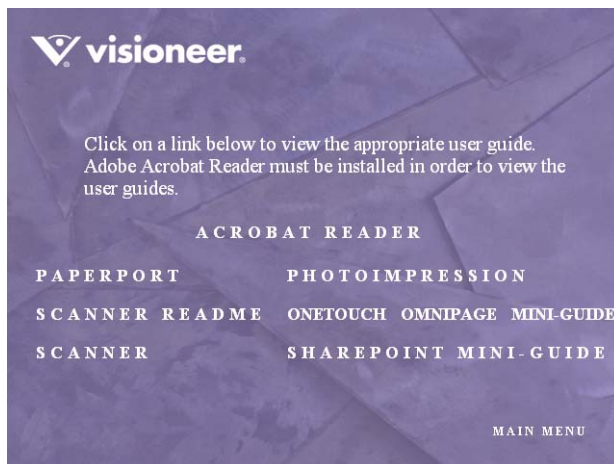 visioneer®
Click on a link below to view the appropriate user guide.
Adobe Acrobat Reader must be installed in order to view the
user guides.
ACROBAT READER
PAPERPORT
PHOTOIMPRESSION
SCANNER README
ONETOUCH OMNIPAGE MINI-GUIDE
SCANNER
SHAREPOINT MINI-GUIDE
MAIN MENU